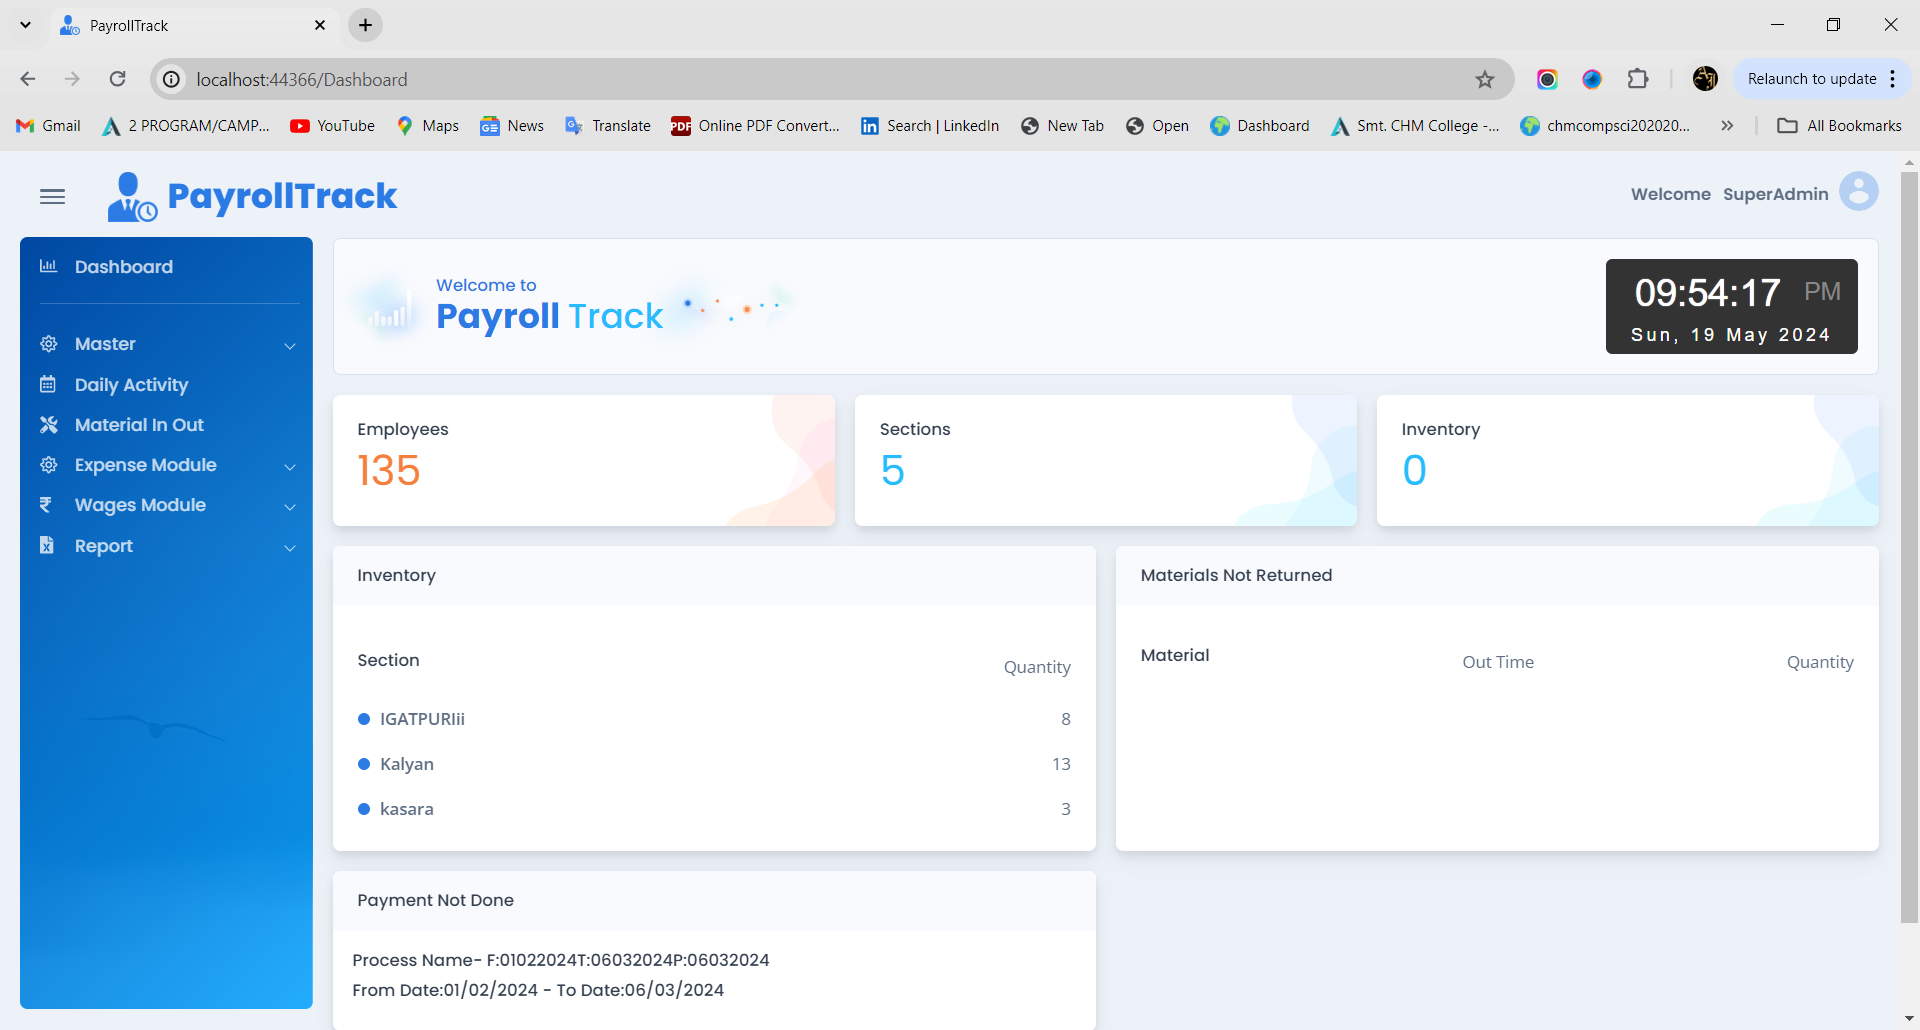 PayrollTrack
localhost:44366/Dashboard
Relaunch to update
Gmail
2 PROGRAM/CAMP...
YouTube
Maps
News
Translate
Online PDF Convert...
Search | LinkedIn
New Tab
Open
Dashboard
Smt. CHM College -...
chmcompsci202020...
All Bookmarks
PayrollTrack
Welcome SuperAdmin
Dashboard
Master
Daily Activity
Material In Out
Expense Module
Wages Module
Report
Welcome to
Payroll Track
09:54:17 PM
Sun, 19 May 2024
Employees
135
Sections
5
Inventory
0
Inventory
Section Quantity
IGATPURIii 8
Kalyan 13
kasara 3
Materials Not Returned
Material Out Time Quantity
Payment Not Done
Process Name- F:01022024T:06032024P:06032024
From Date:01/02/2024 - To Date:06/03/2024